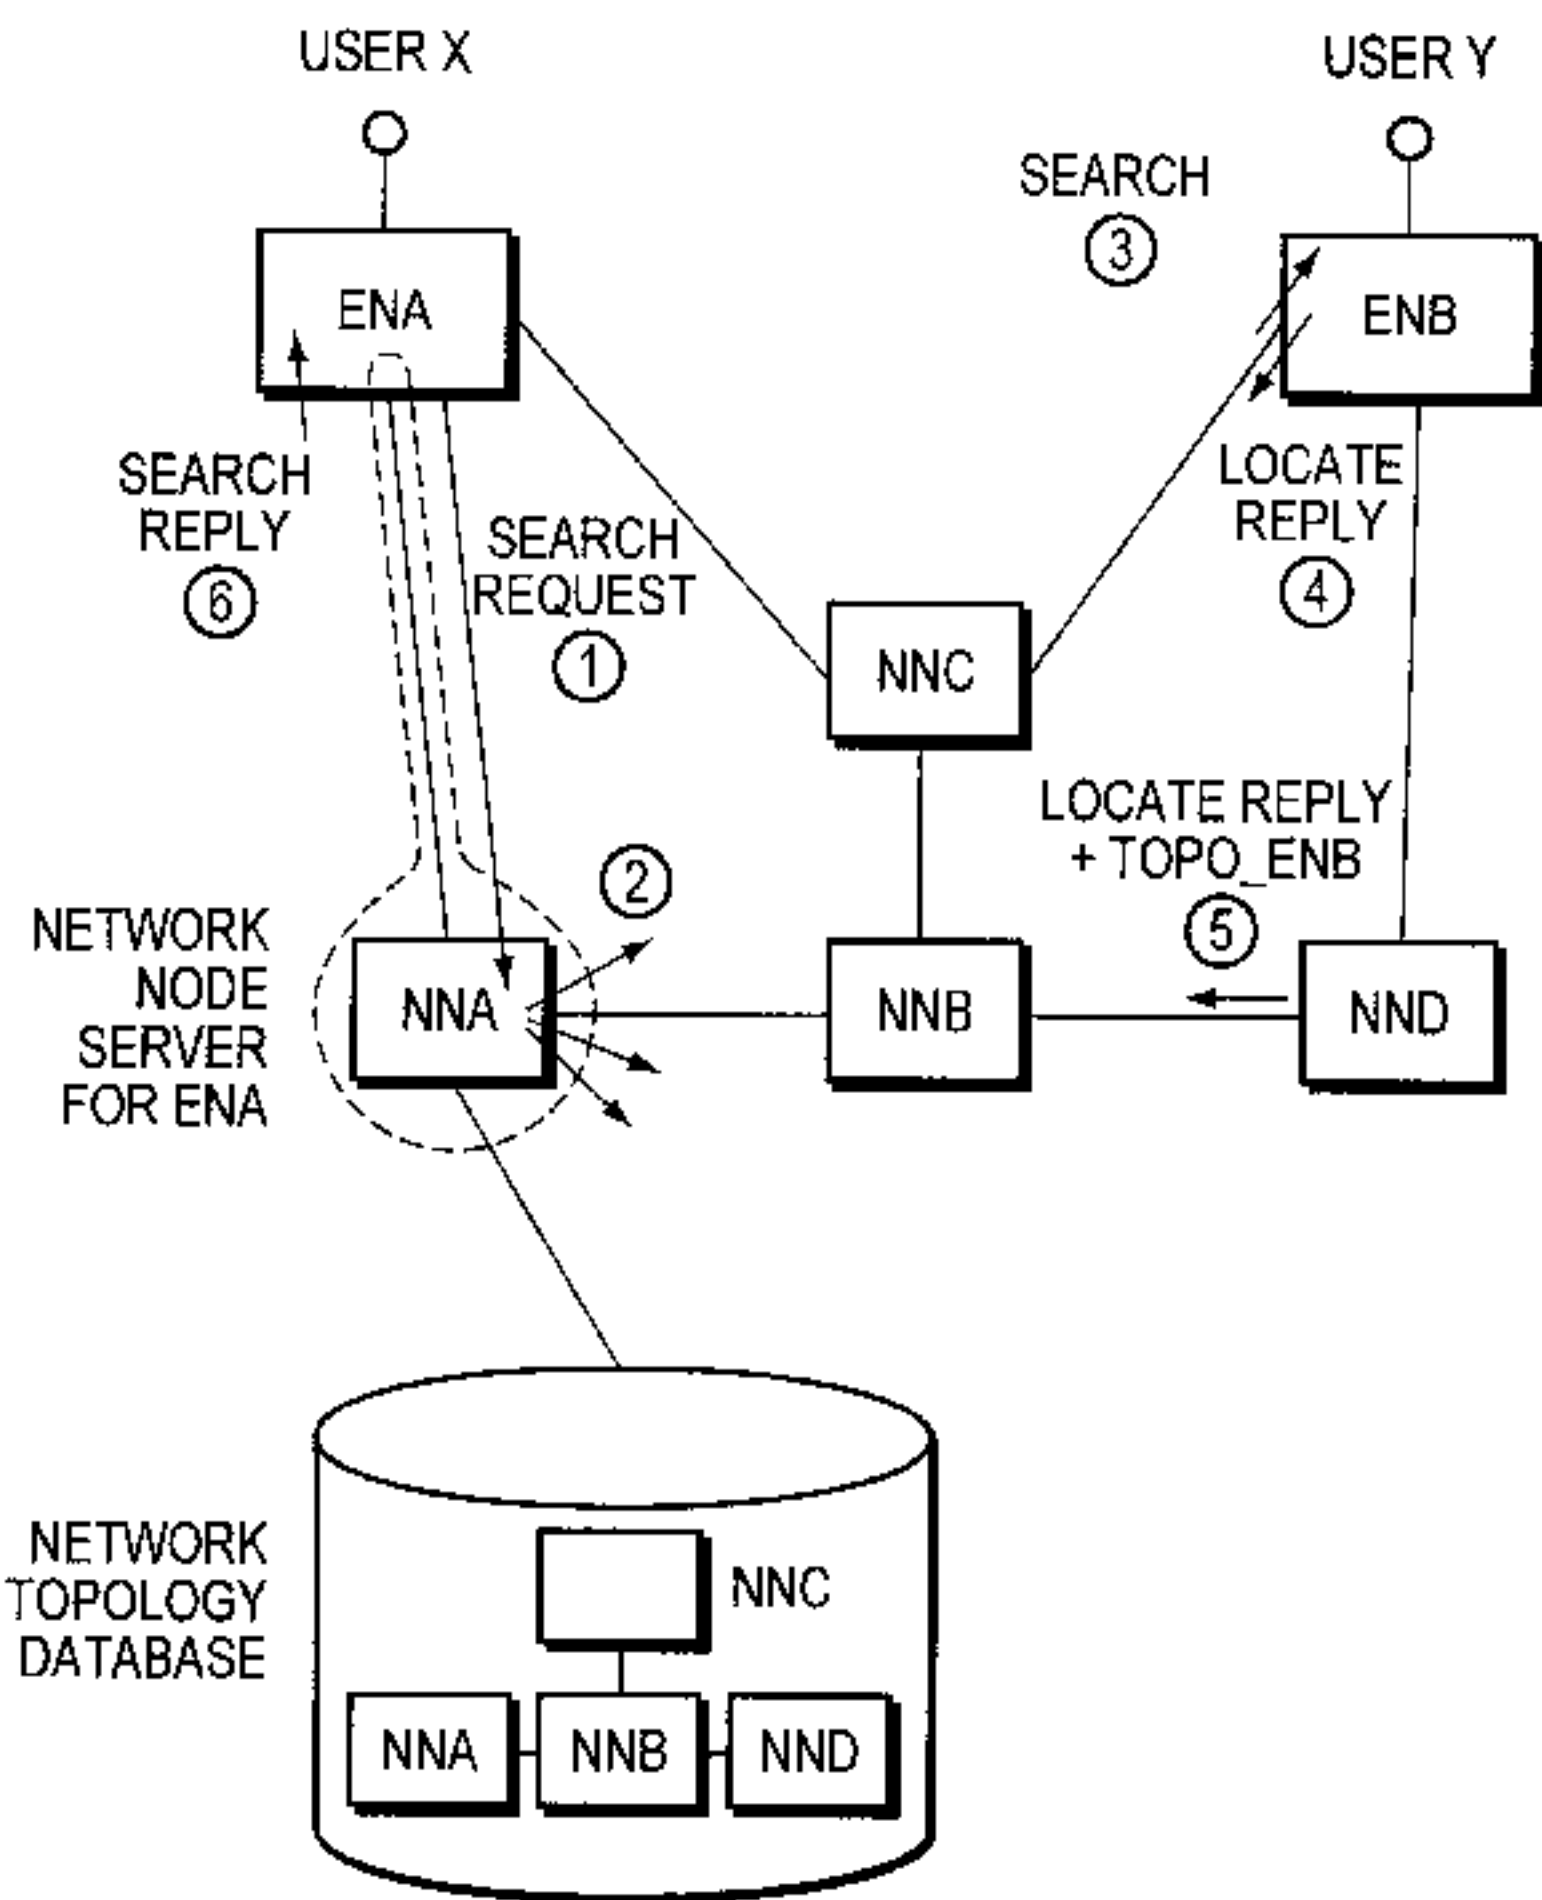 USER X
USER Y
SEARCH
3
ENA
ENB
SEARCH
REPLY
6
SEARCH
REQUEST
1
LOCATE
REPLY
4
NNC
LOCATE REPLY
+ TOPO_ENB
5
2
NETWORK
NODE
SERVER
FOR ENA
NNA
NNB
NND
NETWORK
TOPOLOGY
DATABASE
NNC
NNA
NNB
NND